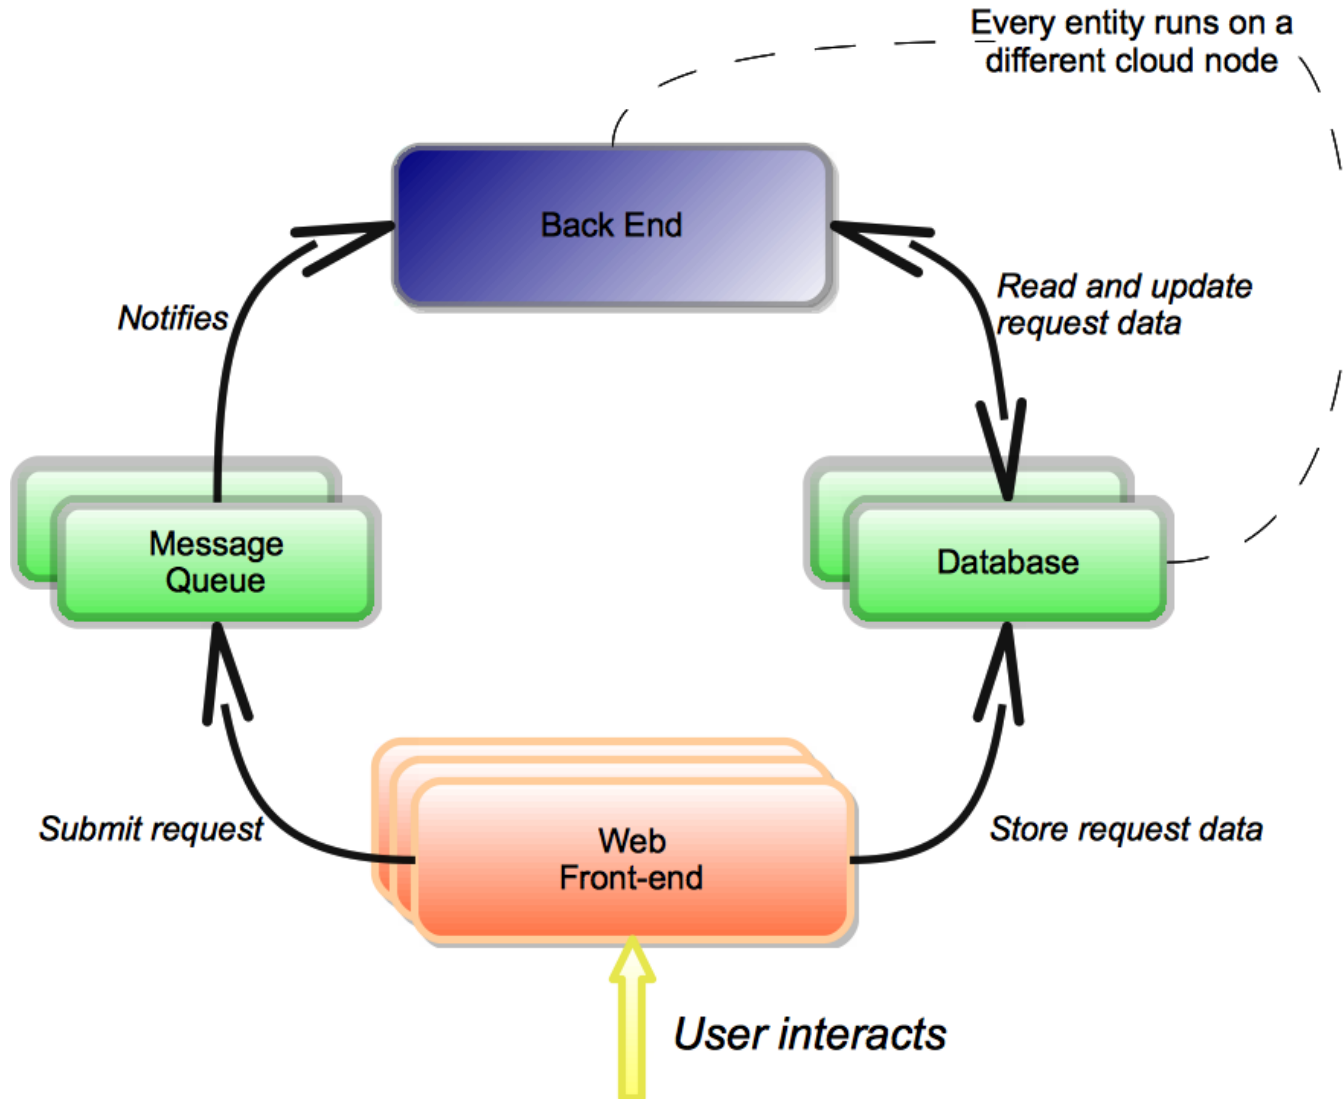 Every entity runs on a
different cloud node
Back End
Notifies
Read and update
request data
Message
Queue
Database
Submit request
Web
Front-end
Store request data
User interacts